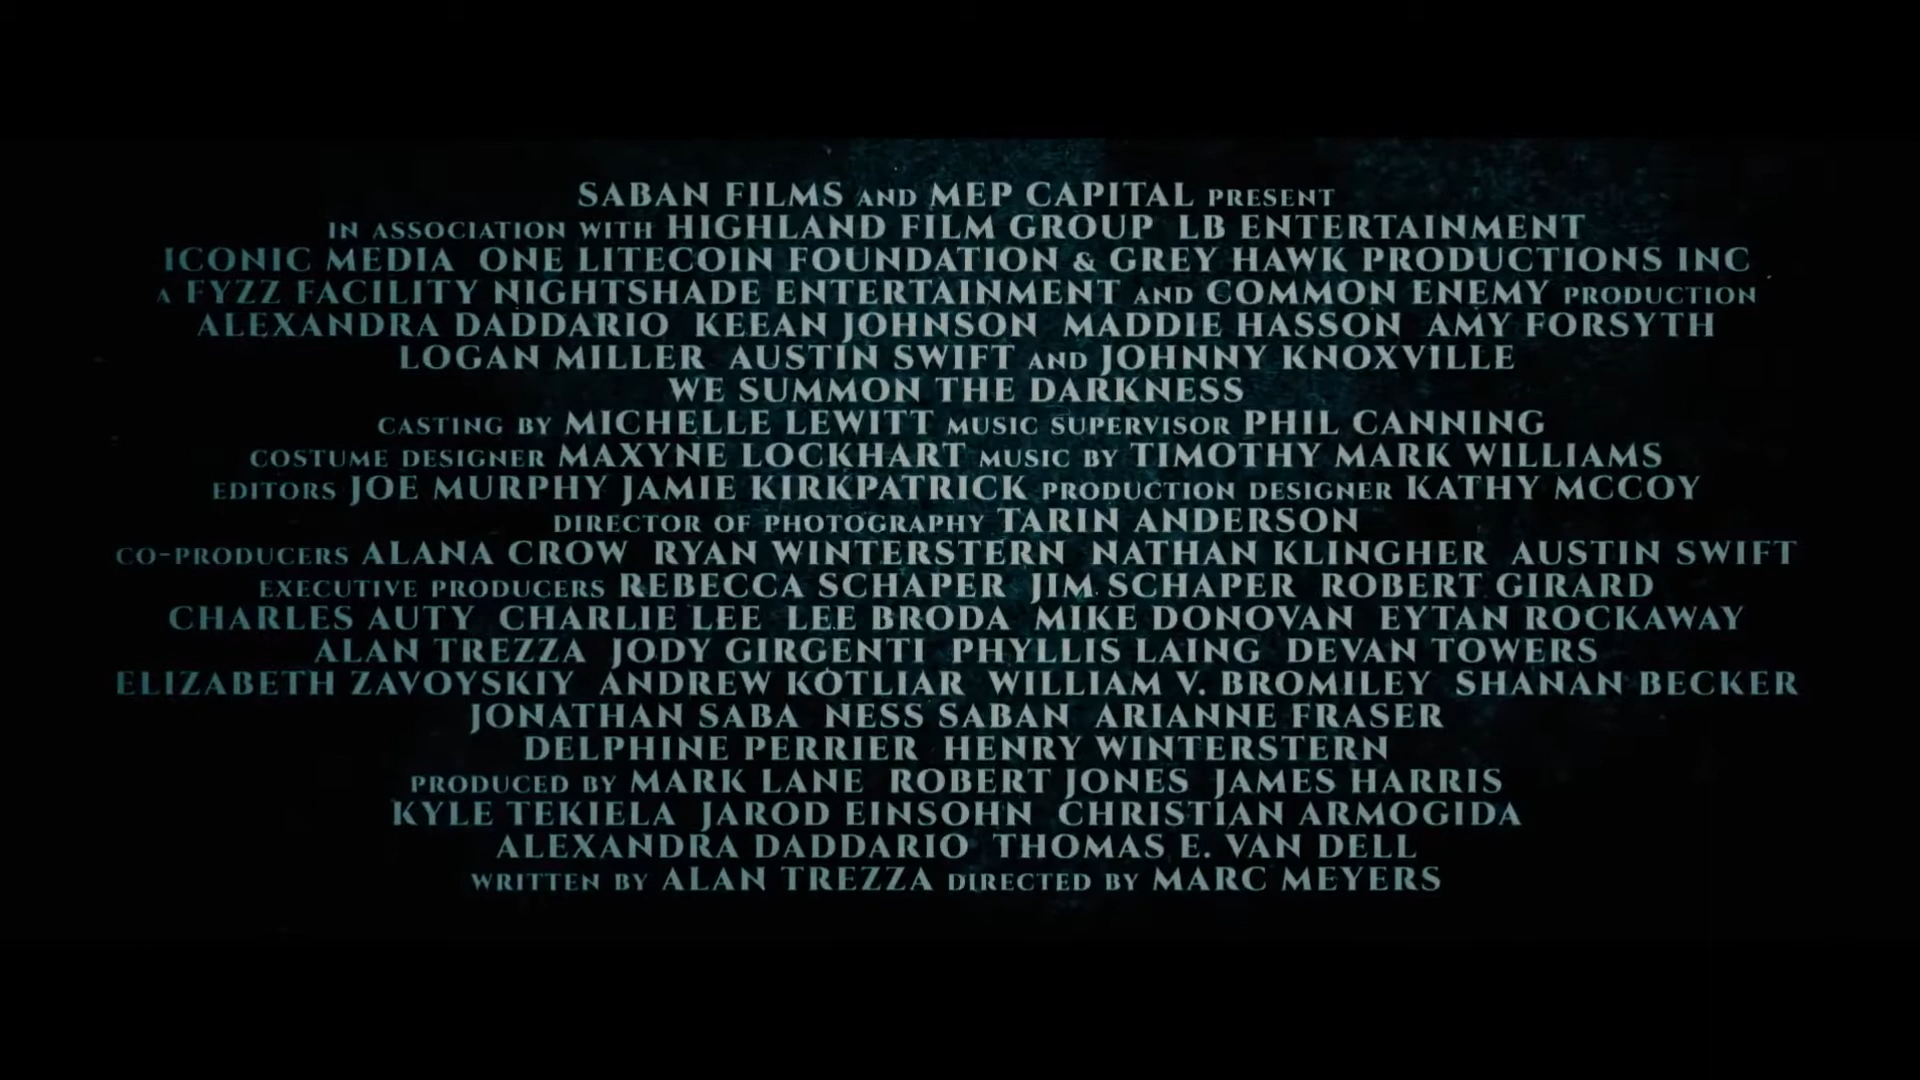 SABAN FILMS AND MEP CAPITAL PRESENT
IN ASSOCIATION WITH HIGHLAND FILM GROUP LB ENTERTAINMENT
ICONIC MEDIA ONE LITECOIN FOUNDATION & GREY HAWK PRODUCTIONS INC
A FYZZ FACILITY NIGHTSHADE ENTERTAINMENT AND COMMON ENEMY PRODUCTION
ALEXANDRA DADDARIO KEEAN JOHNSON MADDIE HASSON AMY FORSYTH
LOGAN MILLER AUSTIN SWIFT AND JOHNNY KNOXVILLE
WE SUMMON THE DARKNESS
CASTING BY MICHELLE LEWITT MUSIC SUPERVISOR PHIL CANNING
COSTUME DESIGNER MAXYNE LOCKHART MUSIC BY TIMOTHY MARK WILLIAMS
EDITORS JOE MURPHY JAMIE KIRKPATRICK PRODUCTION DESIGNER KATHY MCCOY
DIRECTOR OF PHOTOGRAPHY TARIN ANDERSON
CO-PRODUCERS ALANA CROW RYAN WINTERSTERN NATHAN KLINGHER AUSTIN SWIFT
EXECUTIVE PRODUCERS REBECCA SCHAPER JIM SCHAPER ROBERT GIRARD
CHARLES AUTY CHARLIE LEE LEE BRODA MIKE DONOVAN EYTAN ROCKAWAY
ALAN TREZZA JODY GIRGENTI PHYLLIS LAING DEVAN TOWERS
ELIZABETH ZAVOYSKIY ANDREW KOTLIAR WILLIAM V. BROMILEY SHANAN BECKER
JONATHAN SABA NESS SABAN ARIANNE FRASER
DELPHINE PERRIER HENRY WINTERSTERN
PRODUCED BY MARK LANE ROBERT JONES JAMES HARRIS
KYLE TEKIELA JAROD EINSOHN CHRISTIAN ARMOGIDA
ALEXANDRA DADDARIO THOMAS E. VAN DELL
WRITTEN BY ALAN TREZZA DIRECTED BY MARC MEYERS